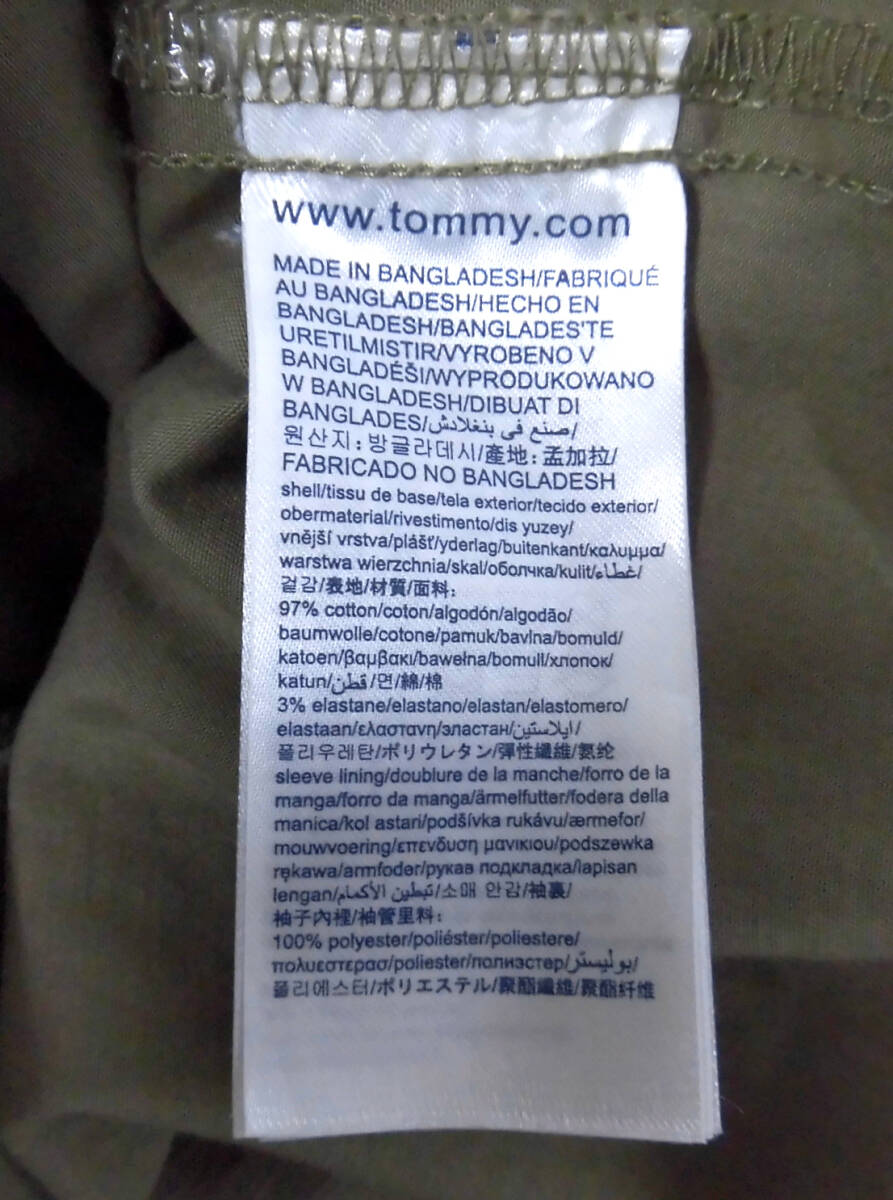 www.tommy.com
MADE IN BANGLADESH/FABRIQUÉ
AU BANGLADESH/HECHO EN
BANGLADESH/BANGLADES'TE
URETILMISTIR/VYROBENO V
BANGLADÉŠI/WYPRODUKOWANO
W BANGLADESH/DIBUAT DI
BANGLADES/صنع في بنغلادش/
원산지: 방글라데시/產地: 孟加拉/
FABRICADO NO BANGLADESH
shell/tissu de base/tela exterior/tecido exterior/
obermaterial/rivestimento/dis yuzey/
vnější vrstva/plášť/yderlag/buitenkant/καλυμμα/
warstwa wierzchnia/skal/оболчка/kulit/غطاء/
겉감/表地/材質/面料:
97% cotton/coton/algodón/algodão/
baumwolle/cotone/pamuk/bavlna/bomuld/
katoen/βαμβακι/bawełna/bomull/хлопок/
katun/قطن/면/綿/棉
3% elastane/elastano/elastan/elastomero/
elastaan/ελαστανη/эластан/ايلاستين/
폴리우레탄/ポリウレタン/彈性纖維/氨纶
sleeve lining/doublure de la manche/forro de la
manga/forro da manga/ärmelfutter/fodera della
manica/kol astari/podšívka rukávu/ærmefor/
mouwvoering/επενδυση μανικιου/podszewka
rękawa/armfoder/рукав подкладка/lapisan
lengan/تبطين الأكمام/소매 안감/袖裏/
袖子內裡/袖管里料:
100% polyester/poliéster/poliestere/
πολυεστερασ/poliester/полиэстер/بوليستر/
폴리에스터/ポリエステル/聚酯纖維/聚酯纤维